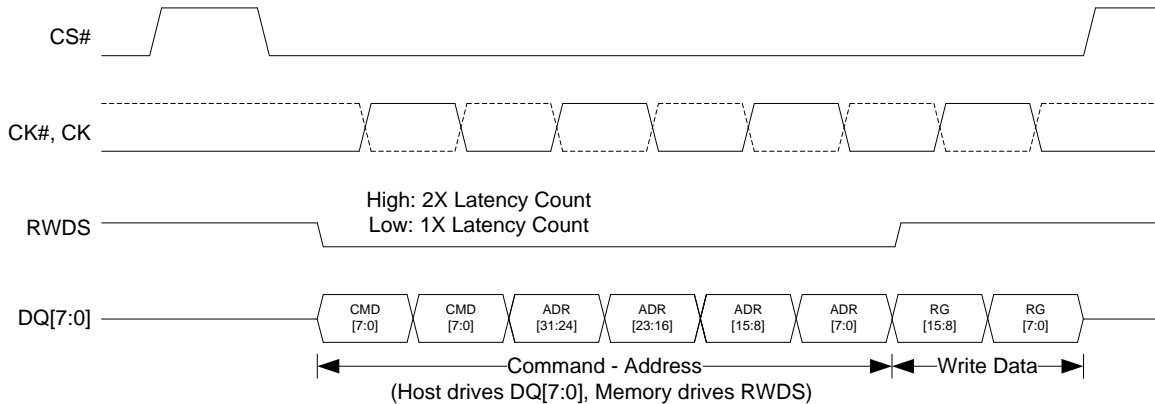 CS#
CK#, CK
High: 2X Latency Count
Low: 1X Latency Count
RWDS
DQ[7:0]
CMD
[7:0]
CMD
[7:0]
ADR
[31:24]
ADR
[23:16]
ADR
[15:8]
ADR
[7:0]
RG
[15:8]
RG
[7:0]
Command - Address
Write Data
(Host drives DQ[7:0], Memory drives RWDS)